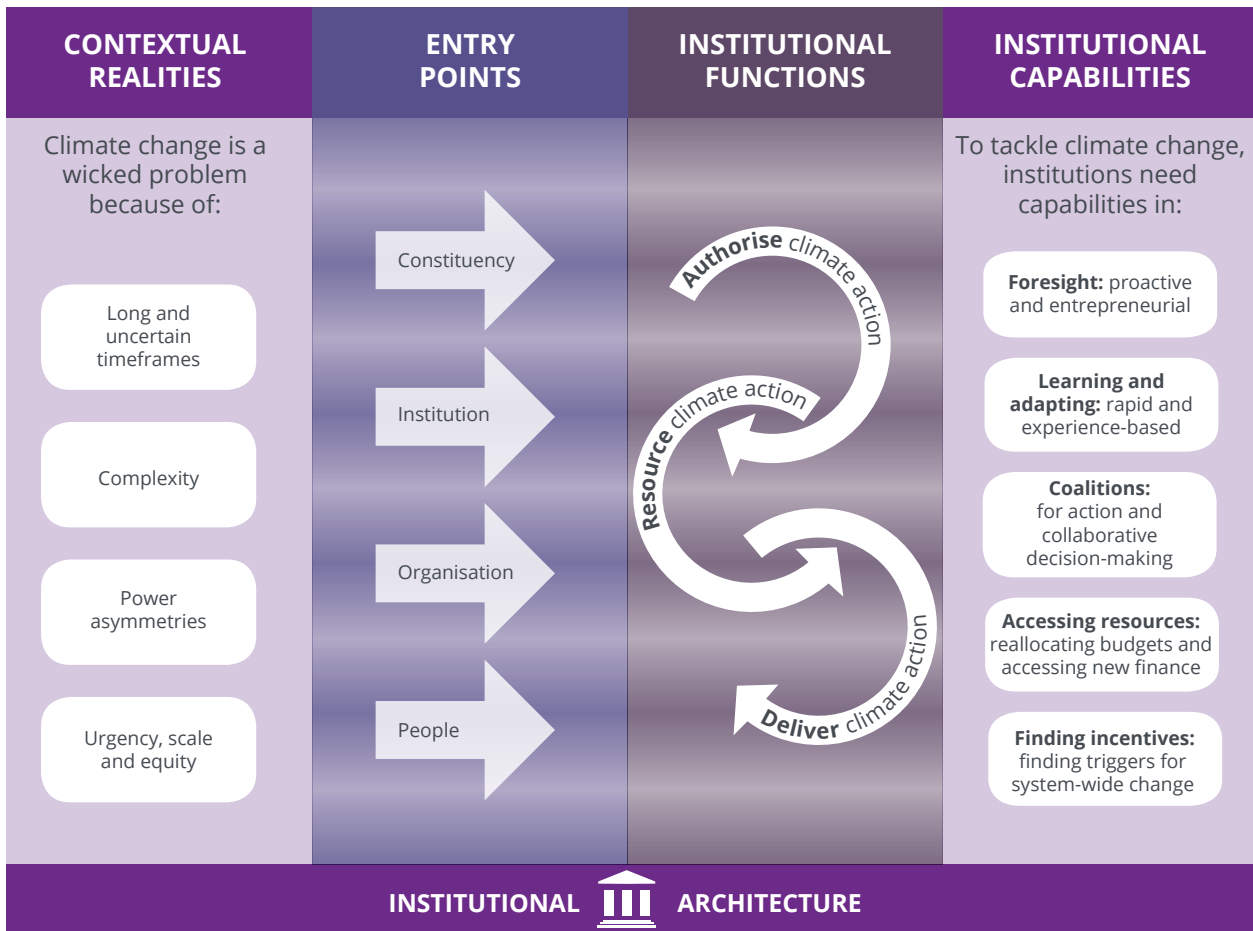 CONTEXTUAL
REALITIES
Climate change is a
wicked problem
because of:
Long and
uncertain
timeframes
Complexity
Power
asymmetries
Urgency, scale
and equity
ENTRY
POINTS
Constituency
Institution
Organisation
People
INSTITUTIONAL
FUNCTIONS
Authorise climate action
Resource climate action
Deliver climate action
INSTITUTIONAL
CAPABILITIES
To tackle climate change,
institutions need
capabilities in:
Foresight: proactive
and entrepreneurial
Learning and
adapting: rapid and
experience-based
Coalitions:
for action and
collaborative
decision-making
Accessing resources:
reallocating budgets and
accessing new finance
Finding incentives:
finding triggers for
system-wide change
INSTITUTIONAL ARCHITECTURE